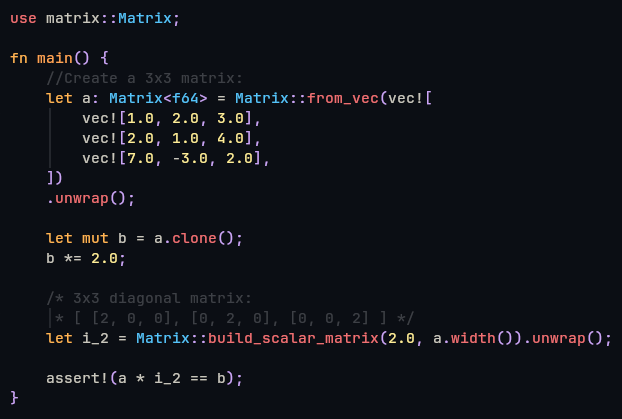 use matrix::Matrix;
fn main() {
//Create a 3x3 matrix:
let a: Matrix<f64> = Matrix::from_vec(vec![
vec![1.0, 2.0, 3.0],
vec![2.0, 1.0, 4.0],
vec![7.0, -3.0, 2.0],
])
.unwrap();
let mut b = a.clone();
b *= 2.0;
/* 3x3 diagonal matrix:
* [ [2, 0, 0], [0, 2, 0], [0, 0, 2] ] */
let i_2 = Matrix::build_scalar_matrix(2.0, a.width()).unwrap();
assert!(a * i_2 == b);
}